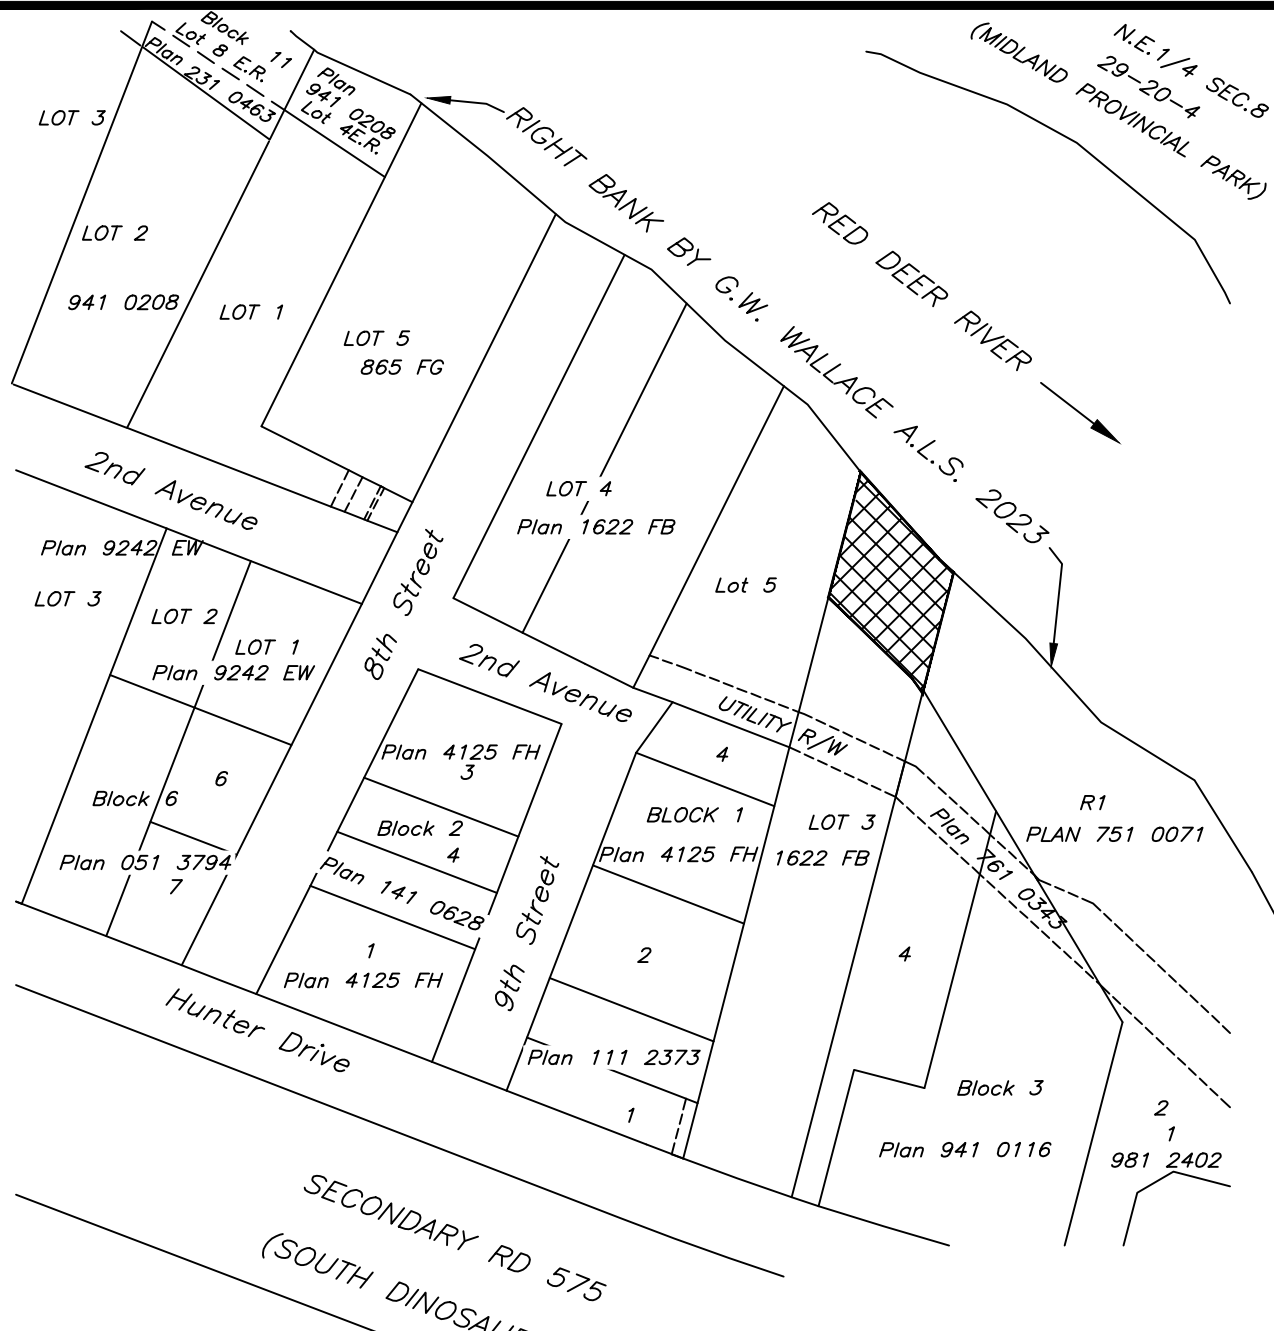 Block 11
Lot 8 E.R.
Plan 231 0463
Plan
941 0208
Lot 4E.R.
N.E.1/4 SEC.8
29-20-4
(MIDLAND PROVINCIAL PARK)
LOT 3
LOT 2
941 0208
LOT 1
LOT 5
865 FG
RIGHT BANK BY G.W. WALLACE A.L.S. 2023
RED DEER RIVER
2nd Avenue
LOT 4
Plan 1622 FB
Lot 5
Plan 9242 EW
LOT 3
LOT 2
LOT 1
Plan 9242 EW
8th Street
2nd Avenue
UTILITY R/W
Plan 761 0343
Plan 4125 FH
3
Block 2
4
Plan 141 0628
1
Plan 4125 FH
6
Block 6
Plan 051 3794
7
9th Street
4
BLOCK 1
Plan 4125 FH
2
Plan 111 2373
1
LOT 3
1622 FB
4
R1
PLAN 751 0071
Block 3
Plan 941 0116
2
1
981 2402
Hunter Drive
SECONDARY RD 575
(SOUTH DINOSAU